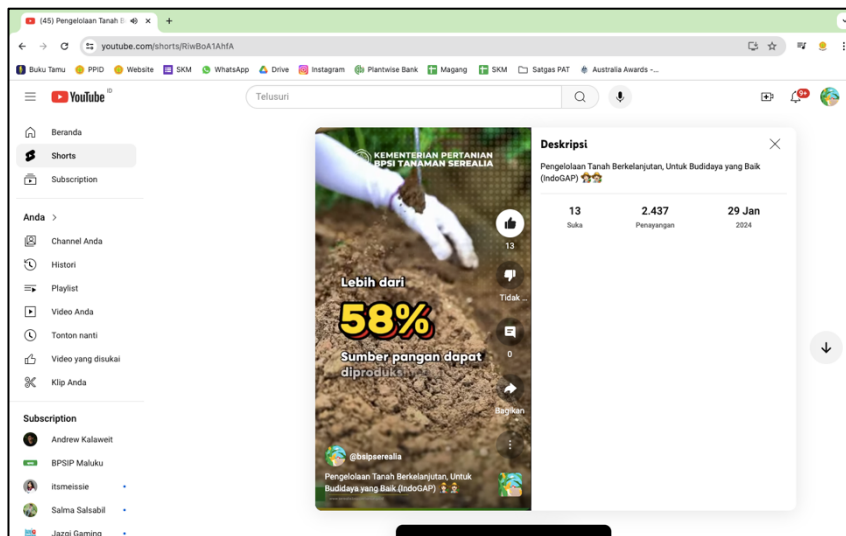 (45) Pengelolaan Tanah B
youtube.com/shorts/RiwBoA1AhfA
Buku Tamu PPID Website SKM WhatsApp Drive Instagram Plantwise Bank Magang SKM Satgas PAT Australia Awards -...
YouTube ID
Telusuri
9+
Beranda
Shorts
Subscription
Anda >
Channel Anda
Histori
Playlist
Video Anda
Tonton nanti
Video yang disukai
Klip Anda
Subscription
Andrew Kalaweit
BPSIP Maluku
itsmeissie
Salma Salsabil
Jazqi Gaming
KEMENTERIAN PERTANIAN
BPSI TANAMAN SEREALIA
13
Tidak ...
0
Bagikan
Lebih dari
58%
Sumber pangan dapat
diproduks
@bsipserealia
Pengelolaan Tanah Berkelanjutan, Untuk
Budidaya yang Baik (IndoGAP)
Deskripsi
Pengelolaan Tanah Berkelanjutan, Untuk Budidaya yang Baik
(IndoGAP)
13 2.437 29 Jan
Suka Penayangan 2024